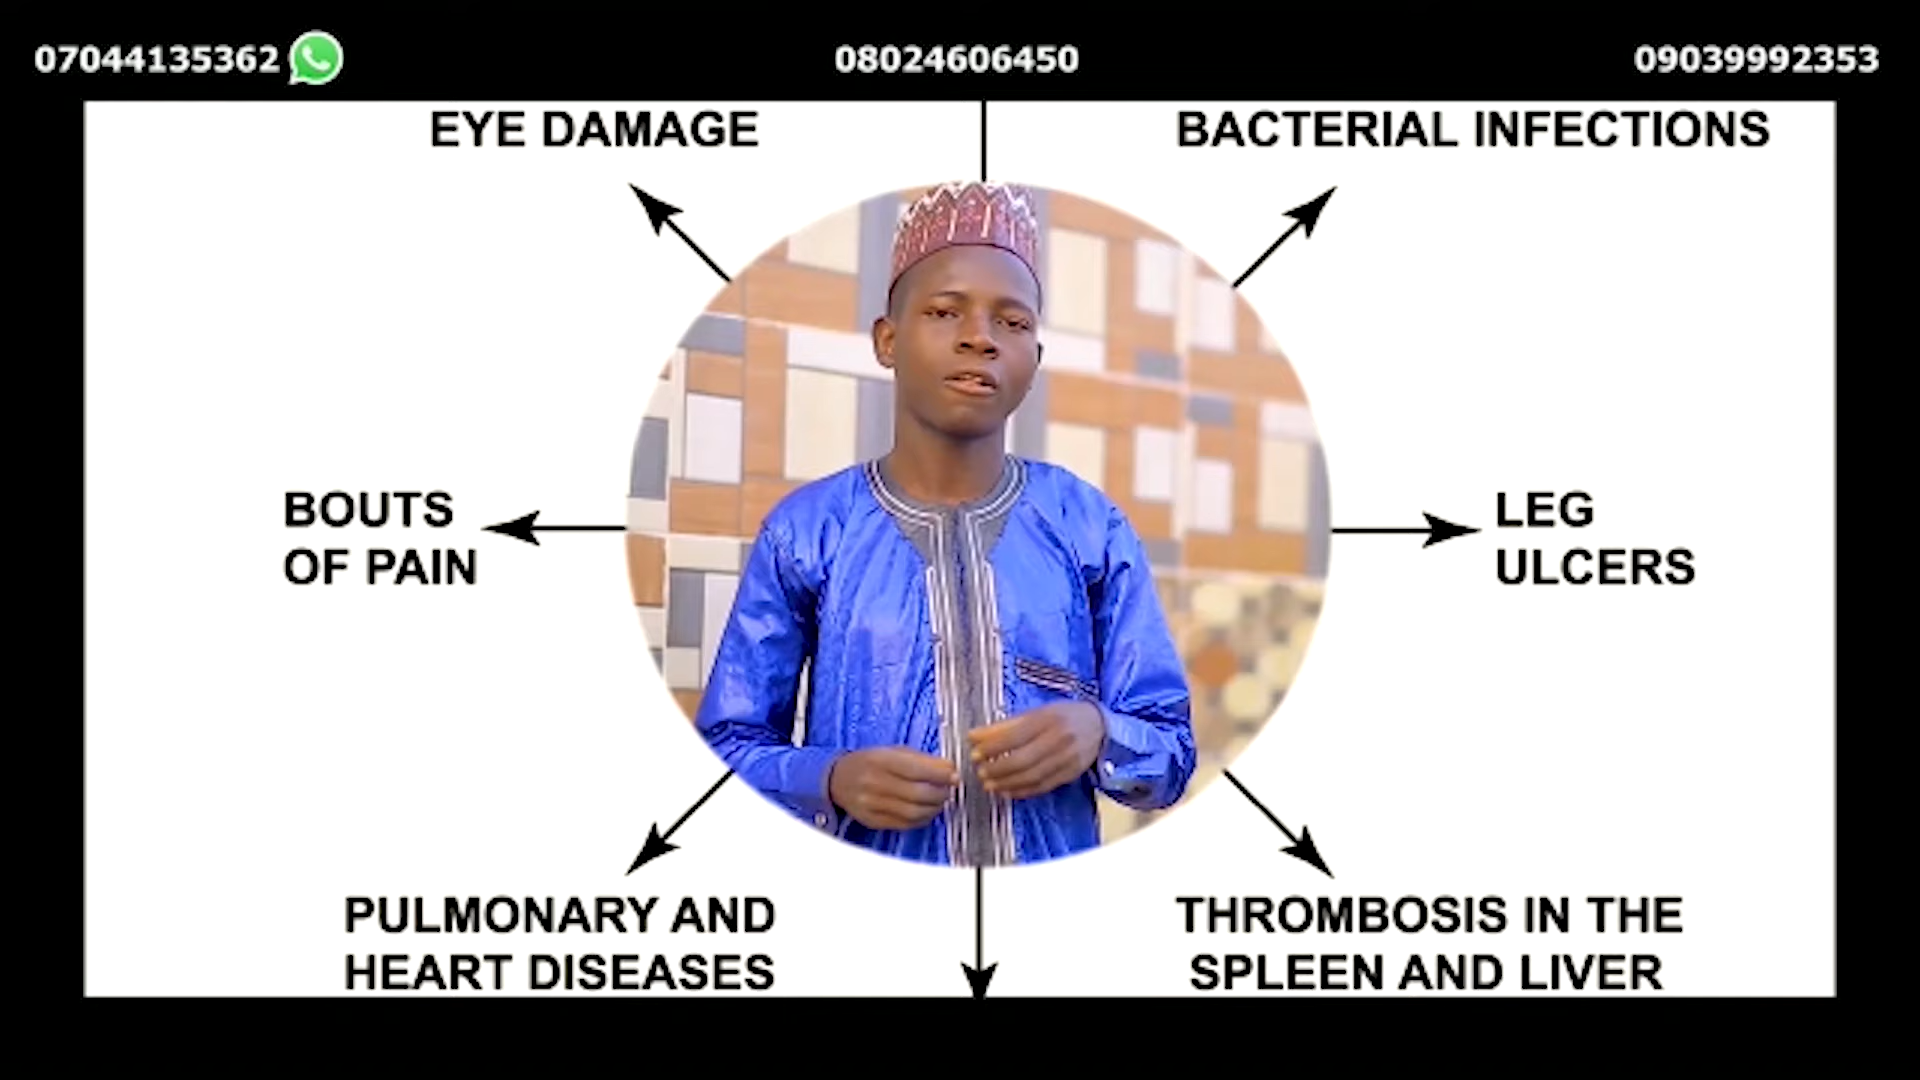 07044135362
08024606450
09039992353
EYE DAMAGE
BACTERIAL INFECTIONS
BOUTS
OF PAIN
LEG
ULCERS
PULMONARY AND
HEART DISEASES
THROMBOSIS IN THE
SPLEEN AND LIVER